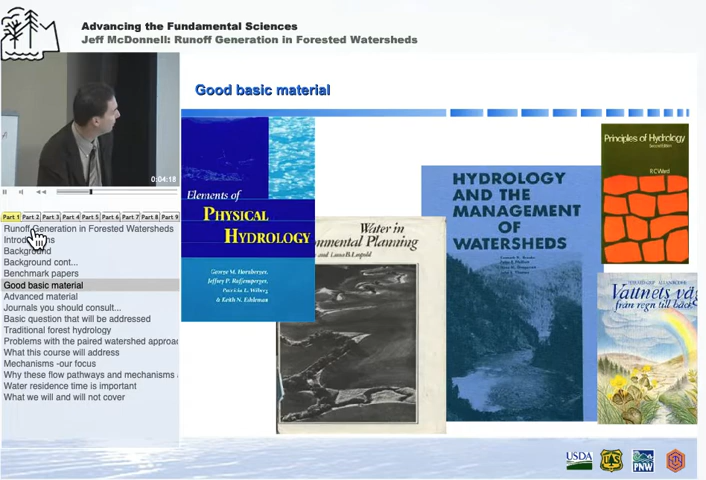 Advancing the Fundamental Sciences
Jeff McDonnell: Runoff Generation in Forested Watersheds
0:04:18
Part 1 Part 2 Part 3 Part 4 Part 5 Part 6 Part 7 Part 8 Part 9
Runoff Generation in Forested Watersheds
Background
Background cont...
Benchmark papers
Good basic material
Advanced material
Journals you should consult...
Basic question that will be addressed
Traditional forest hydrology
Problems with the paired watershed approac
What this course will address
Mechanisms -our focus
Why these flow pathways and mechanisms
Water residence time is important
What we will and will not cover
Good basic material
Elements of
PHYSICAL
HYDROLOGY
George M. Hornberger,
Jeffrey P. Raffensperger,
Patricia L. Wiberg
& Keith N. Eshleman
Water in
nmental Planning
and Luna B. Leopold
HYDROLOGY
AND THE
MANAGEMENT
OF
WATERSHEDS
Principles of Hydrology
Second Edition
R.C. Ward
Vattnets väg
från regn till bäck
USDA
UAS
PNW